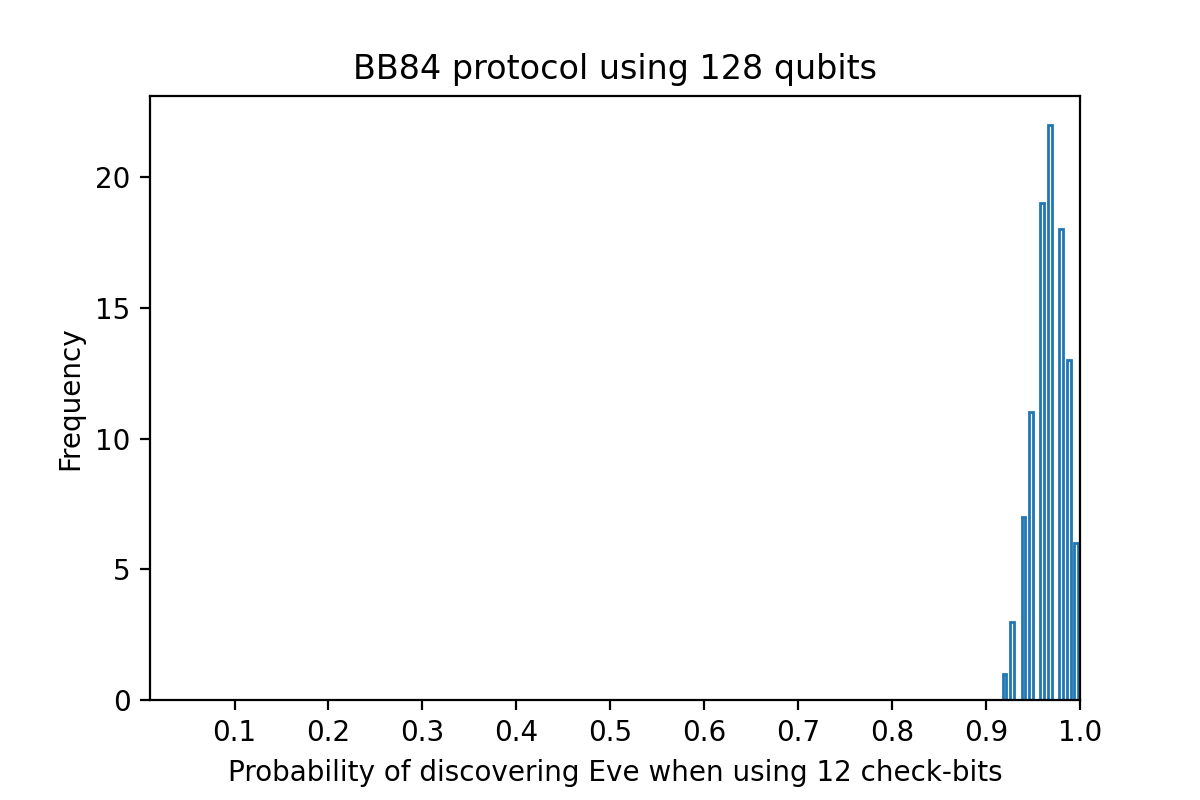 BB84 protocol using 128 qubits
20
15
10
5
0
Frequency
0.1 0.2 0.3 0.4 0.5 0.6 0.7 0.8 0.9 1.0
Probability of discovering Eve when using 12 check-bits